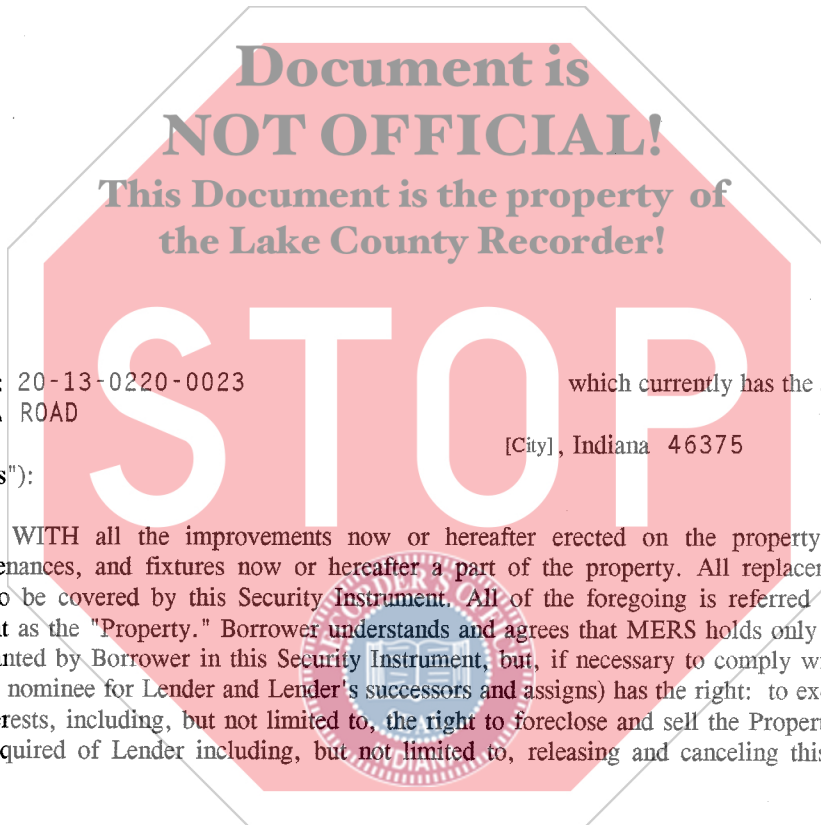 Document is
NOT OFFICIAL!
This Document is the property of
the Lake County Recorder!
STOP
: 20-13-0220-0023 which currently has the
ROAD
[City], Indiana 46375
s"):
WITH all the improvements now or hereafter erected on the property
enances, and fixtures now or hereafter a part of the property. All replacer
o be covered by this Security Instrument. All of the foregoing is referred
t as the "Property." Borrower understands and agrees that MERS holds only
nted by Borrower in this Security Instrument, but, if necessary to comply w
nominee for Lender and Lender's successors and assigns) has the right: to exe
rests, including, but not limited to, the right to foreclose and sell the Propert
quired of Lender including, but not limited to, releasing and canceling this
INDIANA